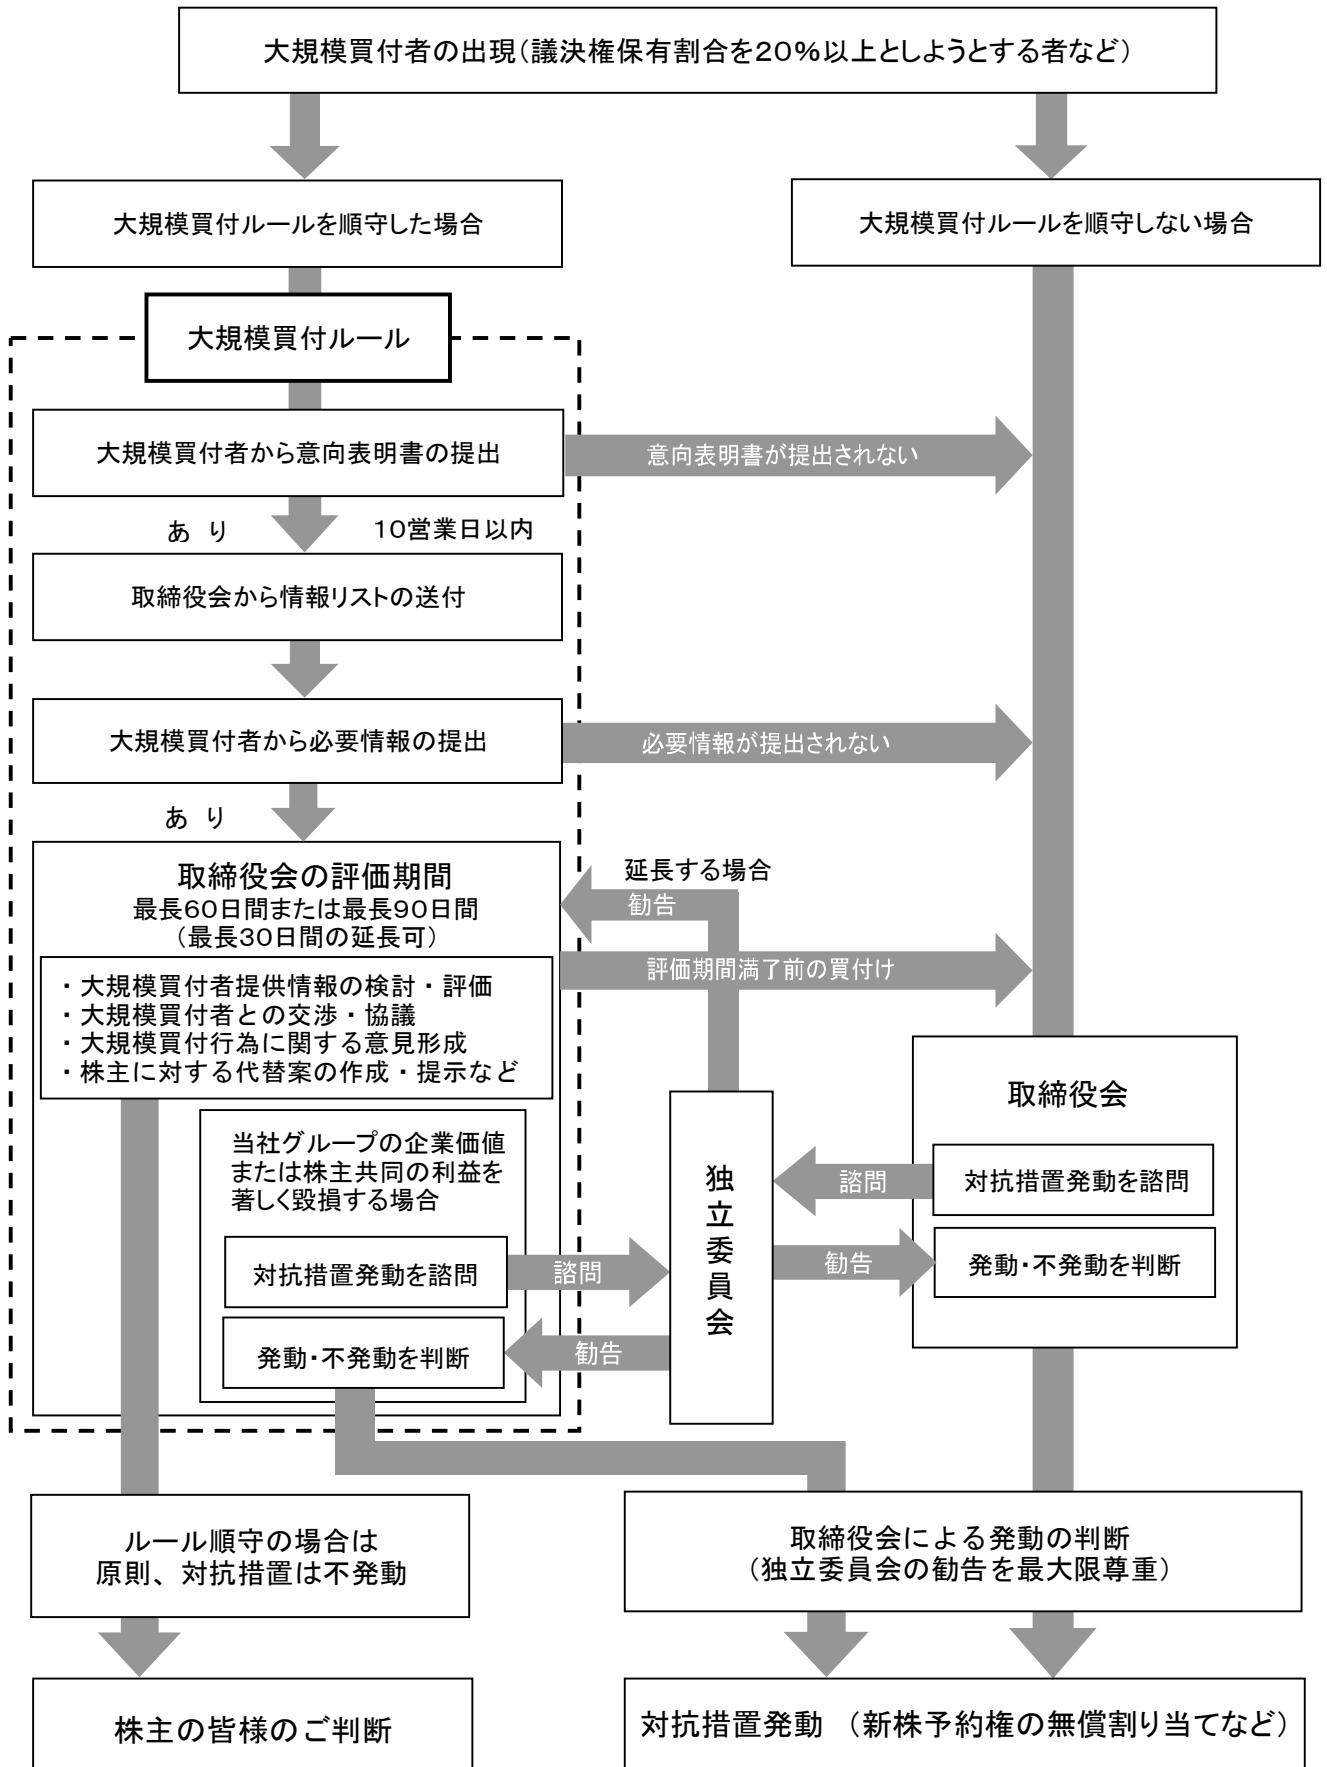 大規模買付者の出現（議決権保有割合を20％以上としようとする者など）
大規模買付ルールを順守した場合
大規模買付ルールを順守しない場合
大規模買付ルール
大規模買付者から意向表明書の提出
意向表明書が提出されない
あ り
10営業日以内
取締役会から情報リストの送付
大規模買付者から必要情報の提出
必要情報が提出されない
あ り
取締役会の評価期間
最長60日間または最長90日間
（最長30日間の延長可）
延長する場合
勧告
評価期間満了前の買付け
・大規模買付者提供情報の検討・評価
・大規模買付者との交渉・協議
・大規模買付行為に関する意見形成
・株主に対する代替案の作成・提示など
当社グループの企業価値
または株主共同の利益を
著しく毀損する場合
対抗措置発動を諮問
諮問
発動・不発動を判断
勧告
独立委員会
取締役会
諮問
対抗措置発動を諮問
勧告
発動・不発動を判断
ルール順守の場合は
原則、対抗措置は不発動
取締役会による発動の判断
（独立委員会の勧告を最大限尊重）
株主の皆様のご判断
対抗措置発動 （新株予約権の無償割り当てなど）